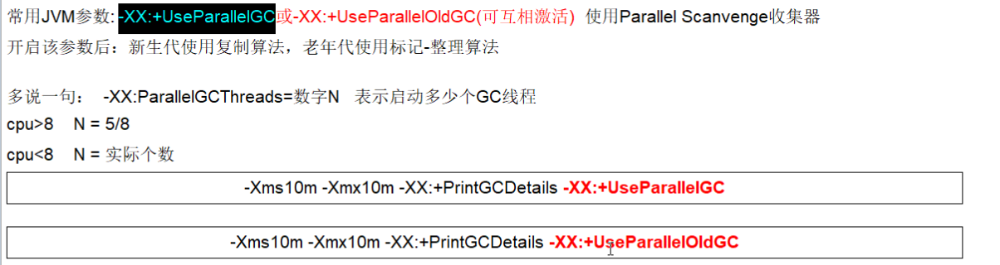 常用JVM参数: -XX:+UseParallelGC或-XX:+UseParallelOldGC(可互相激活) 使用Parallel Scanvenge收集器
开启该参数后：新生代使用复制算法，老年代使用标记-整理算法
多说一句： -XX:ParallelGCThreads=数字N 表示启动多少个GC线程
cpu>8 N = 5/8
cpu<8 N = 实际个数
-Xms10m -Xmx10m -XX:+PrintGCDetails -XX:+UseParallelGC
-Xms10m -Xmx10m -XX:+PrintGCDetails -XX:+UseParallelOldGC